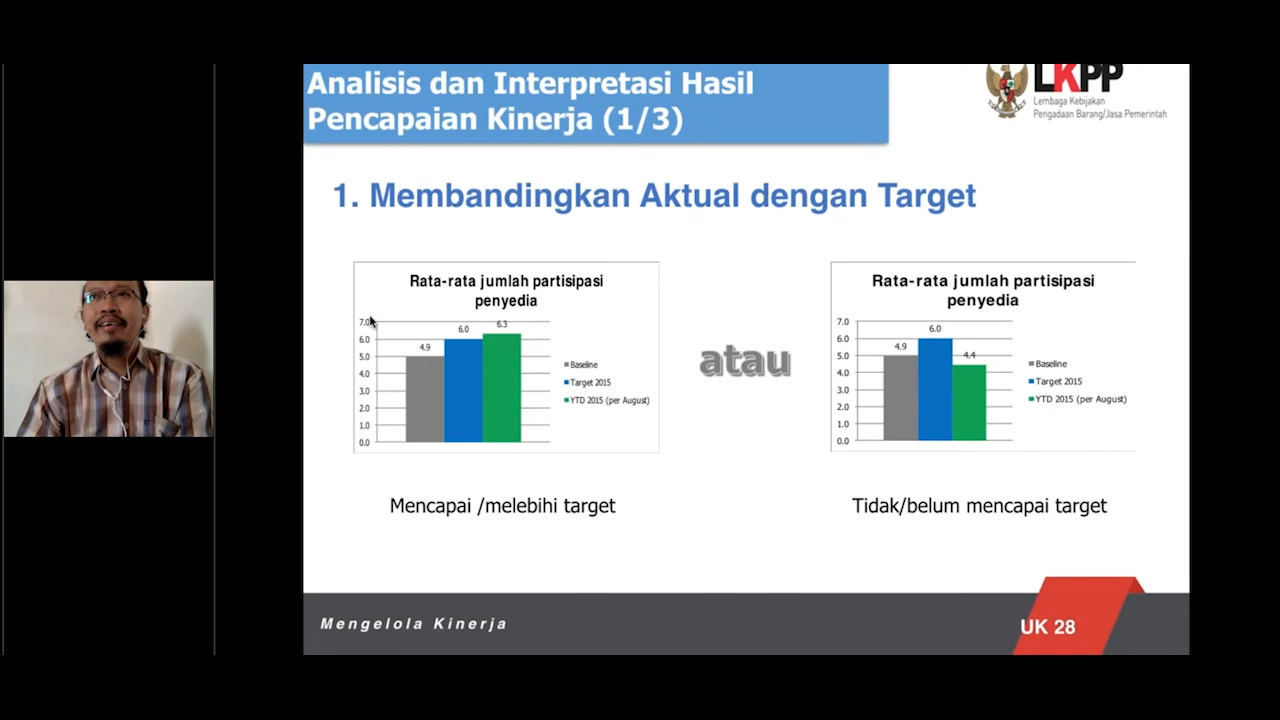 Analisis dan Interpretasi Hasil
Pencapaian Kinerja (1/3)
LKPP
Lembaga Kebijakan
Pengadaan Barang/Jasa Pemerintah
1. Membandingkan Aktual dengan Target
Rata-rata jumlah partisipasi
penyedia
7.0
6.0
5.0
4.0
3.0
2.0
1.0
0.0
4.9
6.0
6.3
Baseline
Target 2015
YTD 2015 (per August)
Mencapai /melebihi target
atau
Rata-rata jumlah partisipasi
penyedia
7.0
6.0
5.0
4.0
3.0
2.0
1.0
0.0
4.9
6.0
4.4
Baseline
Target 2015
YTD 2015 (per August)
Tidak/belum mencapai target
Mengelola Kinerja
UK 28